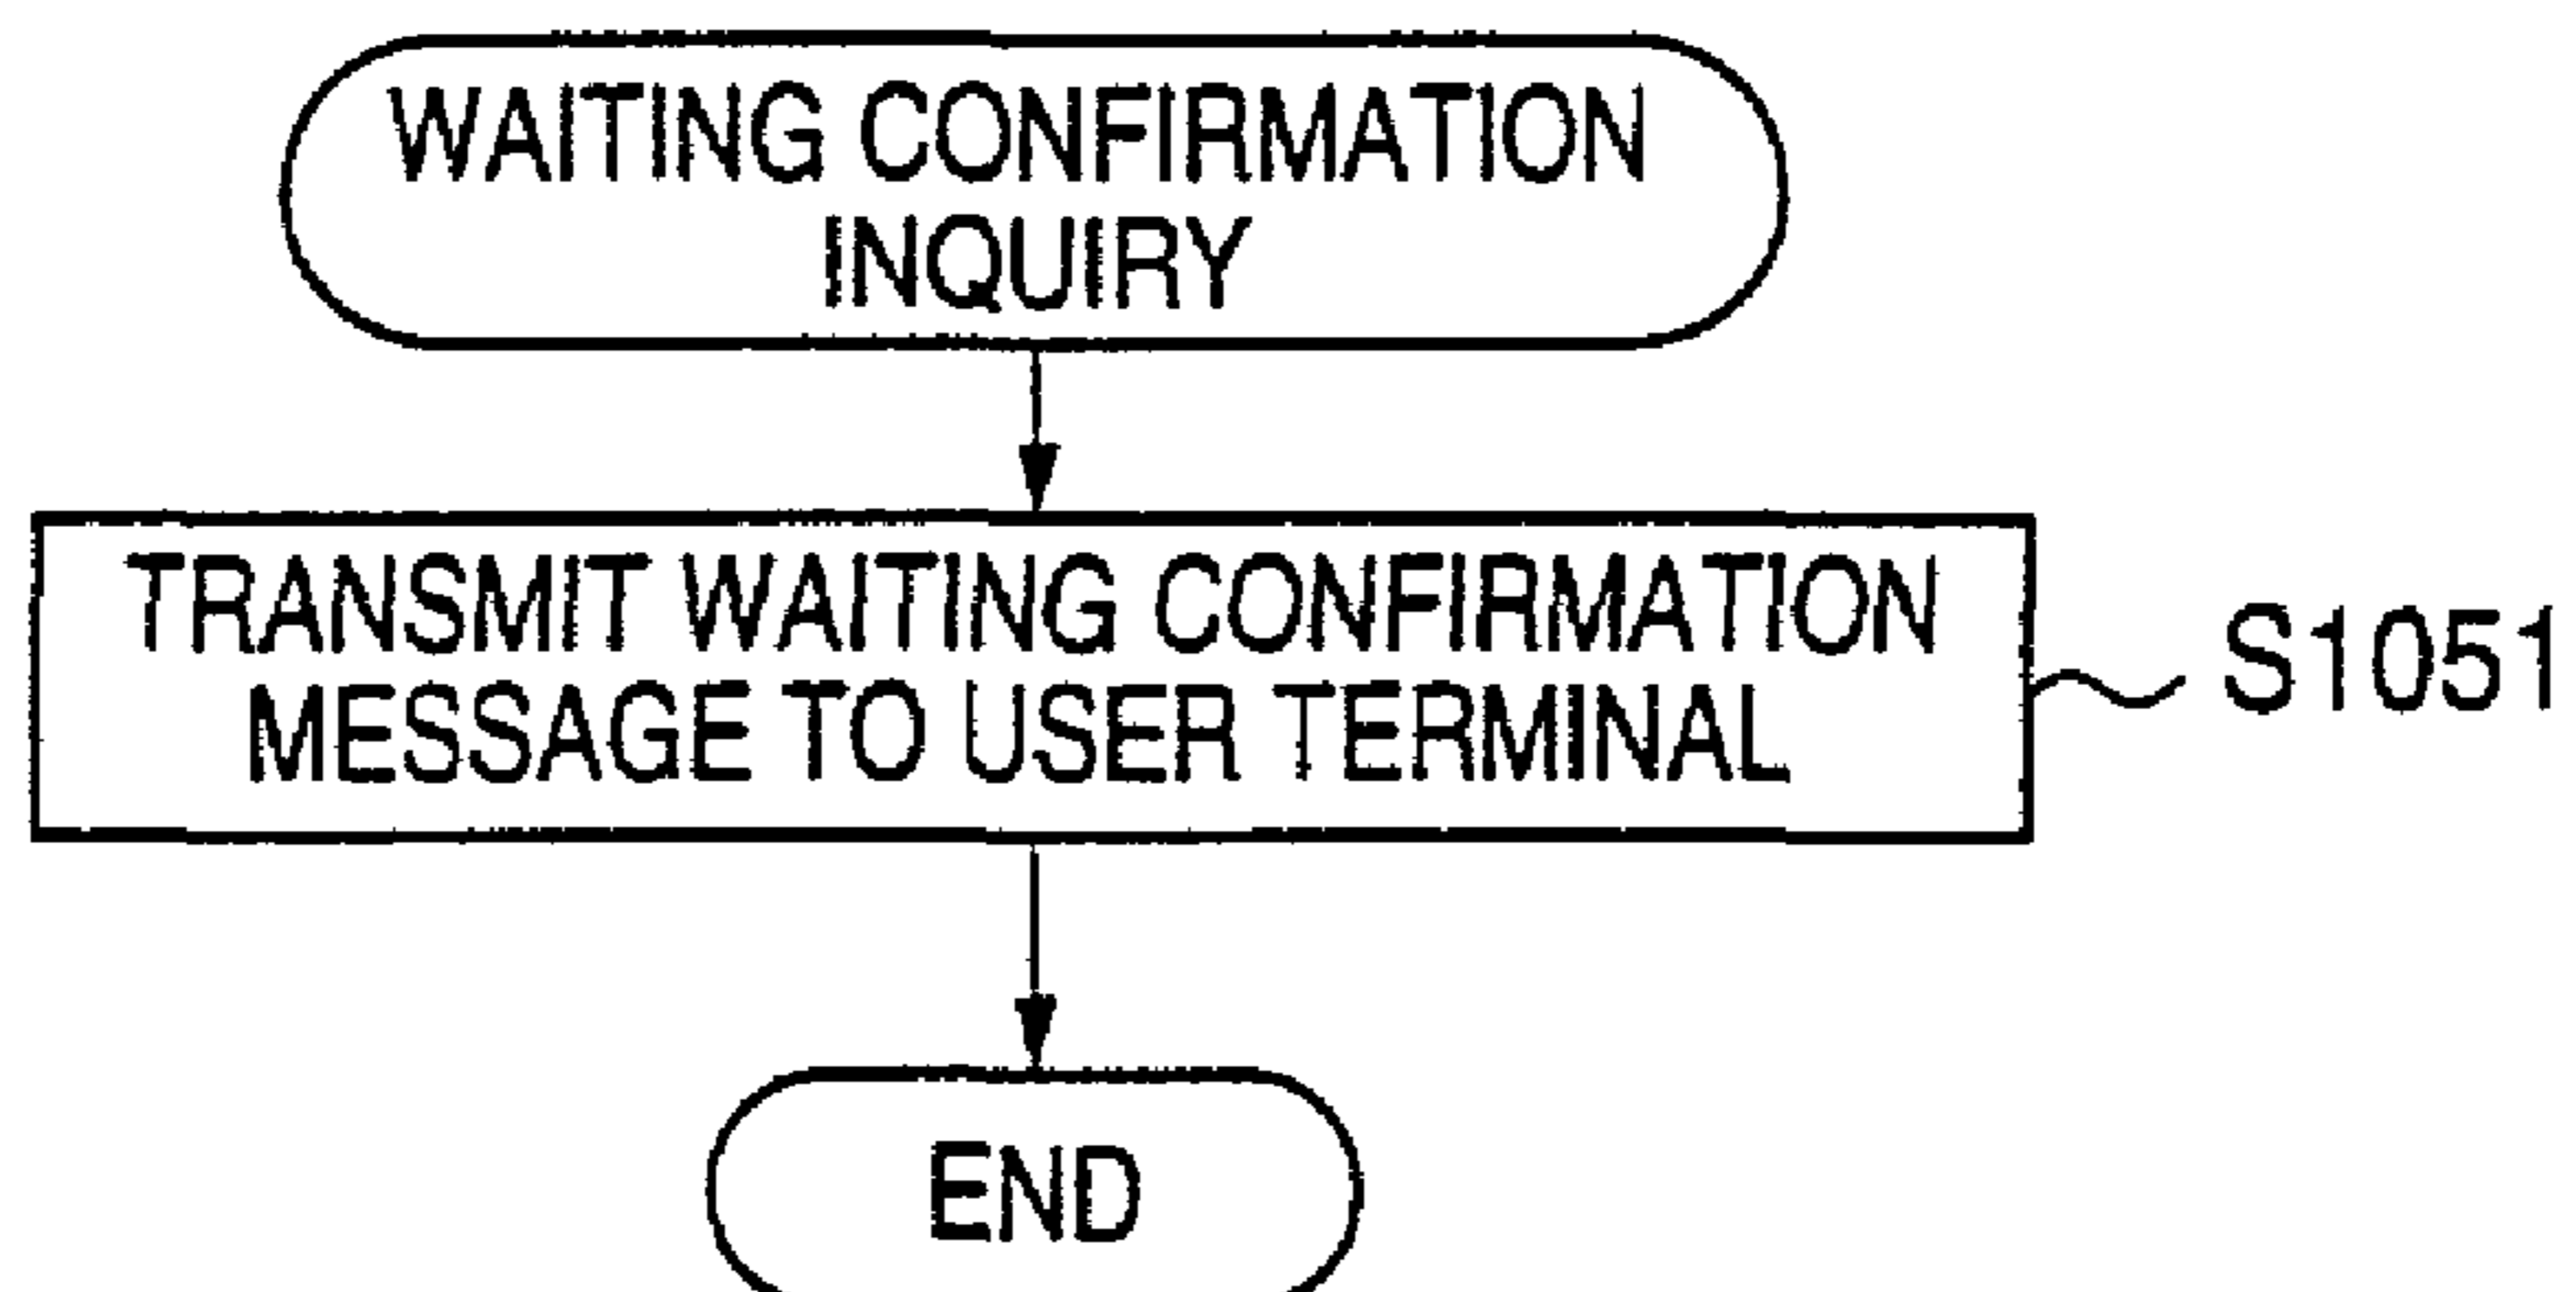 WAITING CONFIRMATION
INQUIRY
TRANSMIT WAITING CONFIRMATION
MESSAGE TO USER TERMINAL
S1051
END